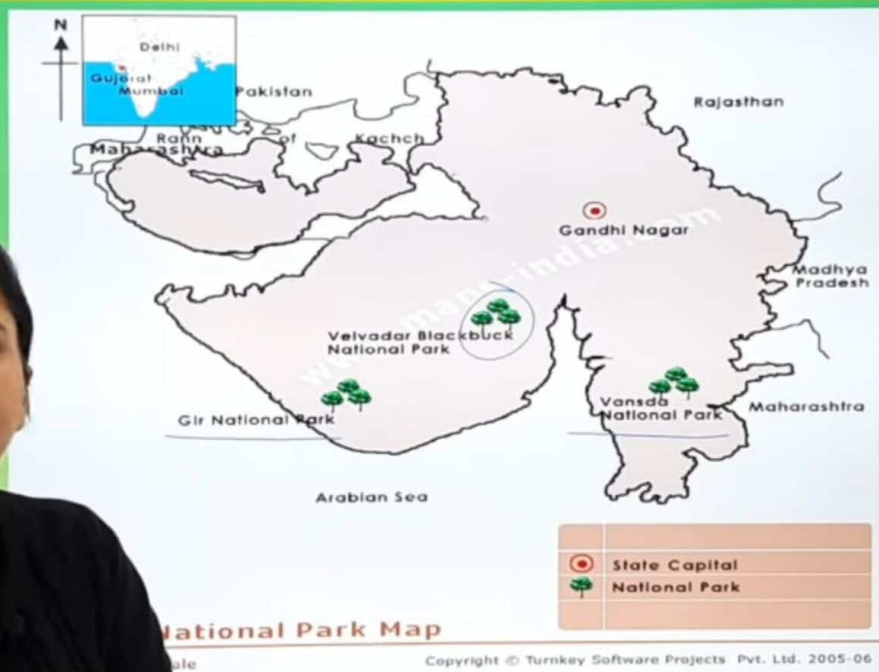 N
Delhi
Gujarat
Mumbai
Pakistan
Rajasthan
Rann of Kachch
Maharashtra
Gandhi Nagar
Madhya
Pradesh
Velvadar Blackbuck
National Park
Vansda
National Park
Maharashtra
Gir National Park
Arabian Sea
State Capital
National Park
National Park Map
Copyright © Turnkey Software Projects Pvt. Ltd. 2005-06